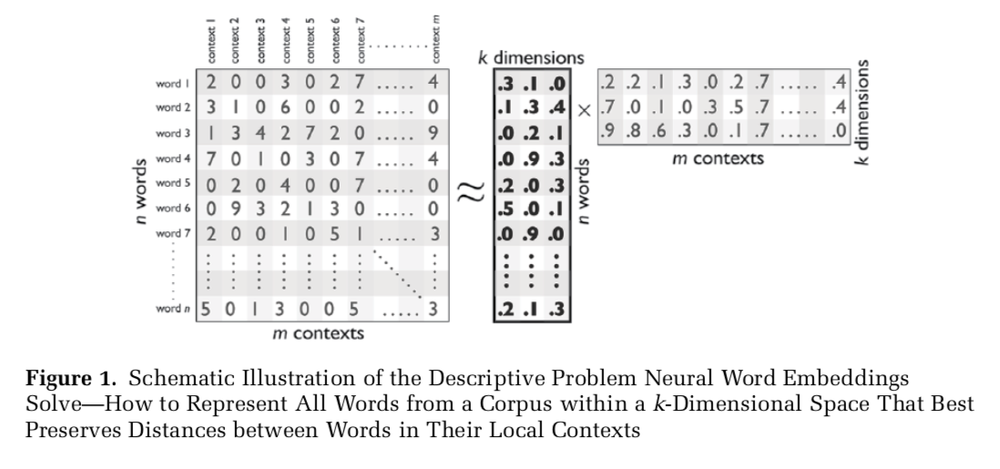 context 1 context 2 context 3 context 4 context 5 context 6 context 7 ........ context m
word 1 2 0 0 3 0 2 7 ..... 4
word 2 3 1 0 6 0 0 2 ..... 0
word 3 1 3 4 2 7 2 0 ..... 9
word 4 7 0 1 0 3 0 7 ..... 4
word 5 0 2 0 4 0 0 7 ..... 0
word 6 0 9 3 2 1 3 0 ..... 0
word 7 2 0 0 1 0 5 1 ..... 3
word n 5 0 1 3 0 0 5 ..... 3
n words
m contexts
≈
k dimensions
.3 .1 .0
.1 .3 .4
.0 .2 .1
.0 .9 .3
.2 .0 .3
.5 .0 .1
.0 .9 .0
.2 .1 .3
n words
×
.2 .2 .1 .3 .0 .2 .7 ..... .4
.7 .0 .1 .0 .3 .5 .7 ..... .4
.9 .8 .6 .3 .0 .1 .7 ..... .0
m contexts
k dimensions
Figure 1. Schematic Illustration of the Descriptive Problem Neural Word Embeddings
Solve—How to Represent All Words from a Corpus within a k-Dimensional Space That Best
Preserves Distances between Words in Their Local Contexts